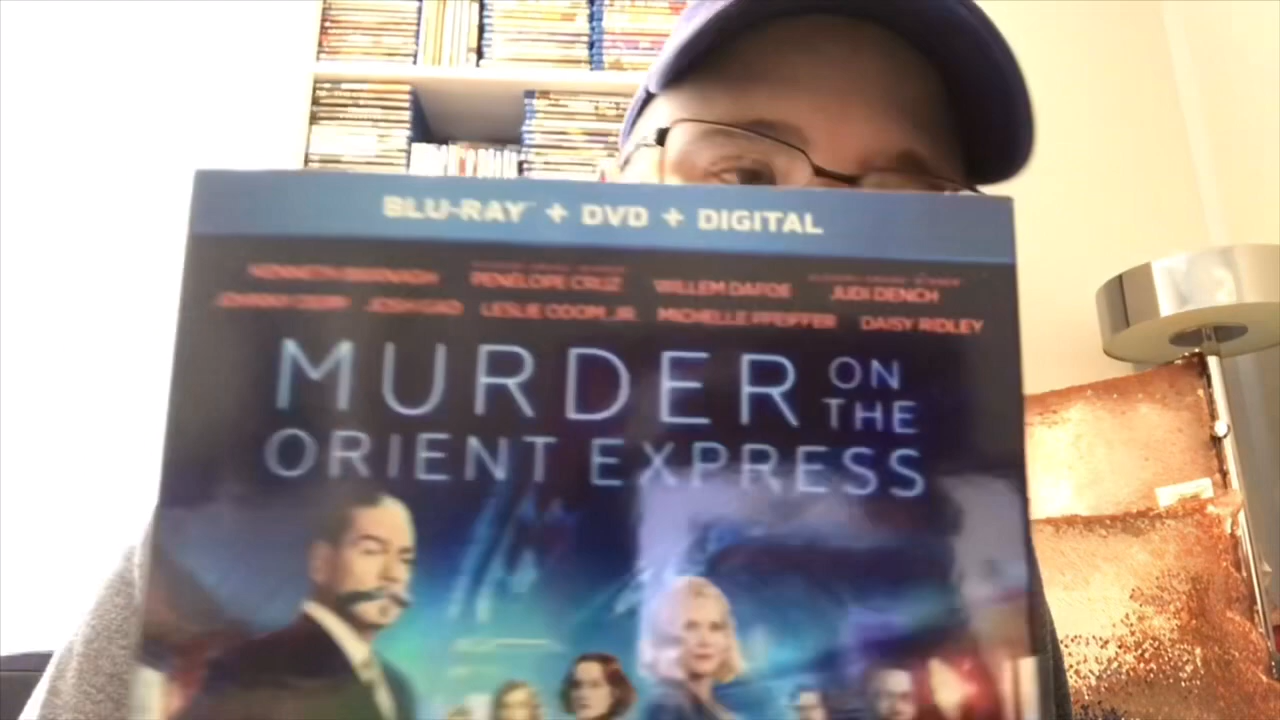 BLU-RAY + DVD + DIGITAL
KENNETH BRANAGH PENÉLOPE CRUZ WILLEM DAFOE JUDI DENCH
JOHNNY DEPP JOSH GAD LESLIE ODOM, JR. MICHELLE PFEIFFER DAISY RIDLEY
MURDER ON
THE
ORIENT EXPRESS